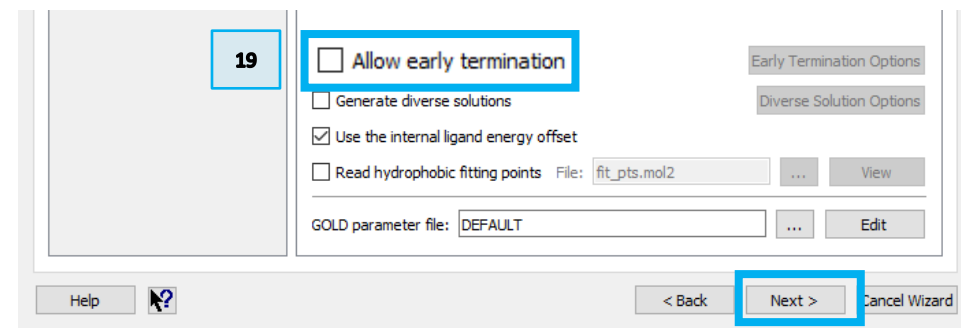 19
Allow early termination
Early Termination Options
Generate diverse solutions
Diverse Solution Options
Use the internal ligand energy offset
Read hydrophobic fitting points File: fit_pts.mol2 ... View
GOLD parameter file: DEFAULT ... Edit
Help ? < Back Next > Cancel Wizard